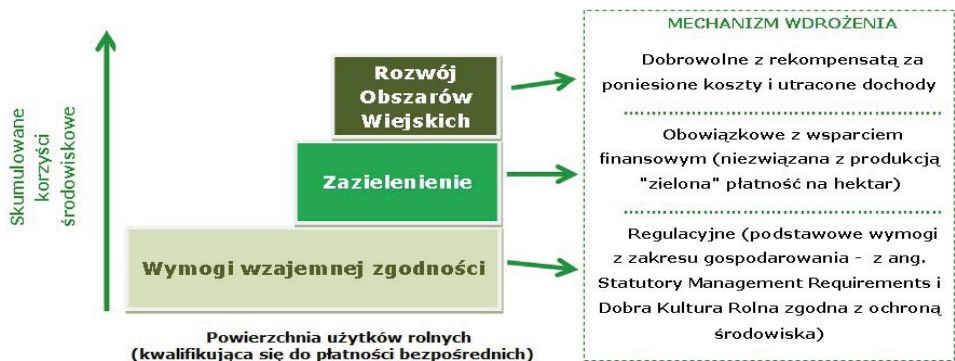 Skumulowane
korzyści
środowiskowe
Rozwój
Obszarów
Wiejskich
Zazielenienie
Wymogi wzajemnej zgodności
Powierzchnia użytków rolnych
(kwalifikująca się do płatności bezpośrednich)
MECHANIZM WDROŻENIA
Dobrowolne z rekompensatą za
poniesione koszty i utracone dochody
Obowiązkowe z wsparciem
finansowym (niezwiązana z produkcją
"zielona" płatność na hektar)
Regulacyjne (podstawowe wymogi
z zakresu gospodarowania - z ang.
Statutory Management Requirements i
Dobra Kultura Rolna zgodna z ochroną
środowiska)